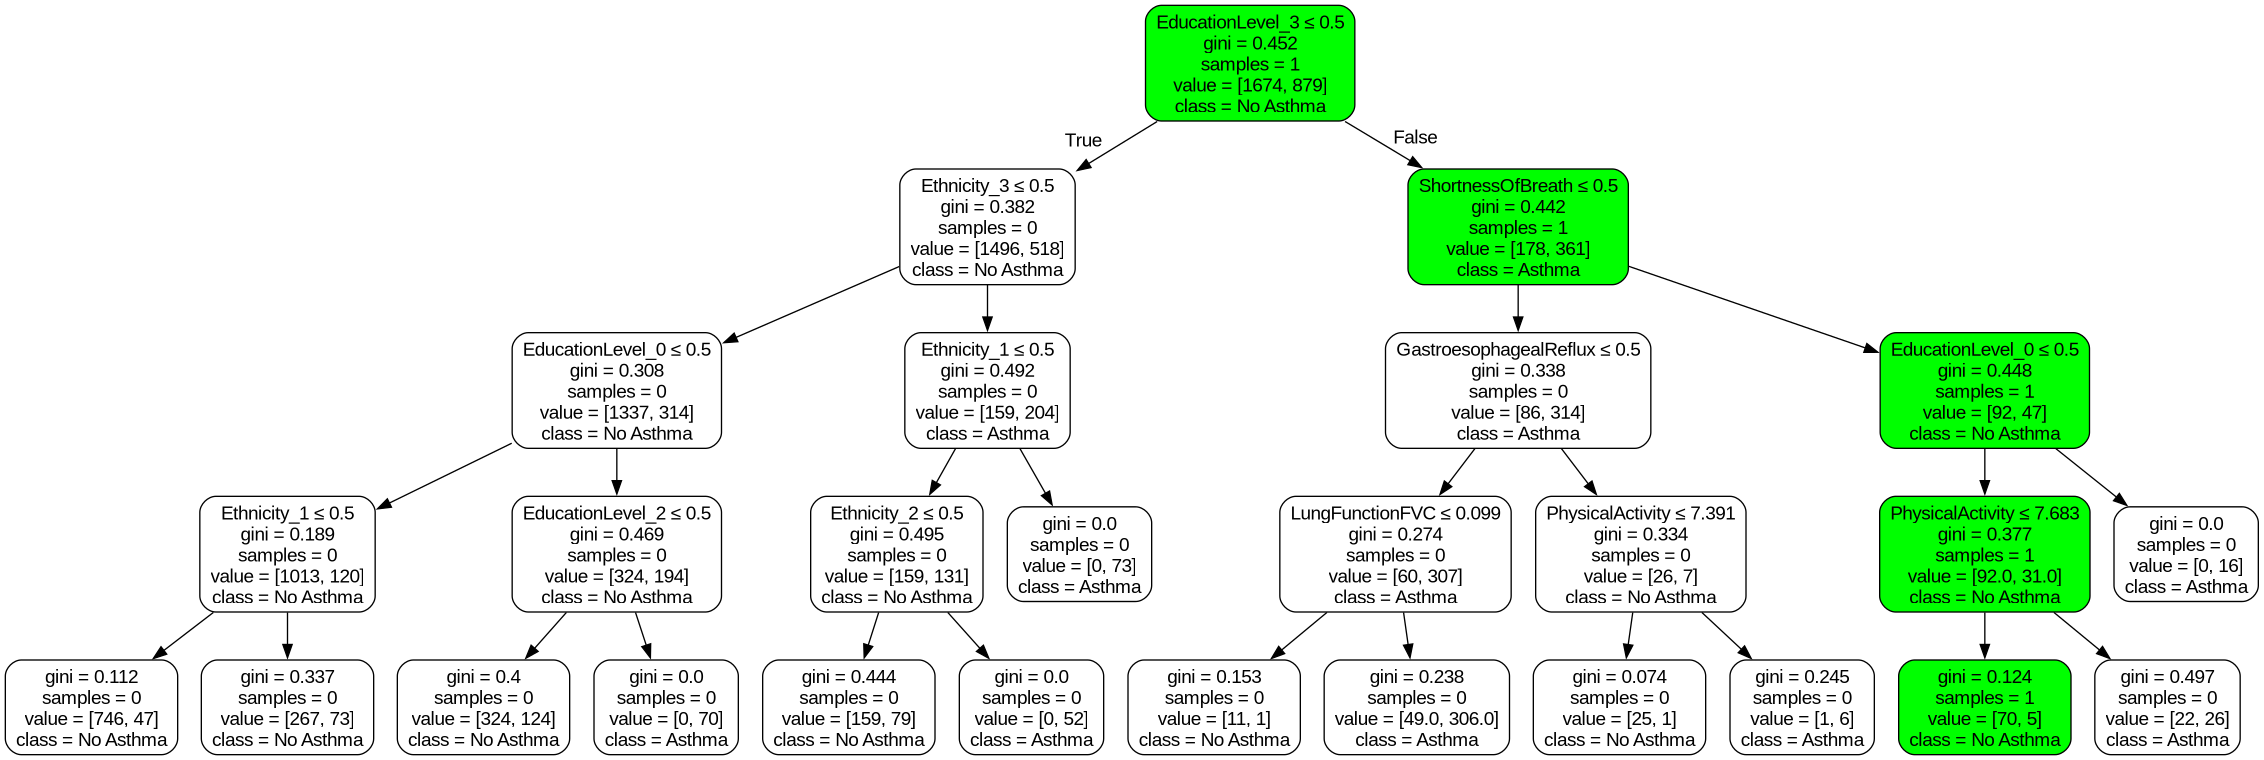 EducationLevel_3 ≤ 0.5
gini = 0.452
samples = 1
value = [1674, 879]
class = No Asthma
True
False
Ethnicity_3 ≤ 0.5
gini = 0.382
samples = 0
value = [1496, 518]
class = No Asthma
ShortnessOfBreath ≤ 0.5
gini = 0.442
samples = 1
value = [178, 361]
class = Asthma
EducationLevel_0 ≤ 0.5
gini = 0.308
samples = 0
value = [1337, 314]
class = No Asthma
Ethnicity_1 ≤ 0.5
gini = 0.492
samples = 0
value = [159, 204]
class = Asthma
GastroesophagealReflux ≤ 0.5
gini = 0.338
samples = 0
value = [86, 314]
class = Asthma
EducationLevel_0 ≤ 0.5
gini = 0.448
samples = 1
value = [92, 47]
class = No Asthma
Ethnicity_1 ≤ 0.5
gini = 0.189
samples = 0
value = [1013, 120]
class = No Asthma
EducationLevel_2 ≤ 0.5
gini = 0.469
samples = 0
value = [324, 194]
class = No Asthma
Ethnicity_2 ≤ 0.5
gini = 0.495
samples = 0
value = [159, 131]
class = No Asthma
gini = 0.0
samples = 0
value = [0, 73]
class = Asthma
LungFunctionFVC ≤ 0.099
gini = 0.274
samples = 0
value = [60, 307]
class = Asthma
PhysicalActivity ≤ 7.391
gini = 0.334
samples = 0
value = [26, 7]
class = No Asthma
PhysicalActivity ≤ 7.683
gini = 0.377
samples = 1
value = [92.0, 31.0]
class = No Asthma
gini = 0.0
samples = 0
value = [0, 16]
class = Asthma
gini = 0.112
samples = 0
value = [746, 47]
class = No Asthma
gini = 0.337
samples = 0
value = [267, 73]
class = No Asthma
gini = 0.4
samples = 0
value = [324, 124]
class = No Asthma
gini = 0.0
samples = 0
value = [0, 70]
class = Asthma
gini = 0.444
samples = 0
value = [159, 79]
class = No Asthma
gini = 0.0
samples = 0
value = [0, 52]
class = Asthma
gini = 0.153
samples = 0
value = [11, 1]
class = No Asthma
gini = 0.238
samples = 0
value = [49.0, 306.0]
class = Asthma
gini = 0.074
samples = 0
value = [25, 1]
class = No Asthma
gini = 0.245
samples = 0
value = [1, 6]
class = Asthma
gini = 0.124
samples = 1
value = [70, 5]
class = No Asthma
gini = 0.497
samples = 0
value = [22, 26]
class = Asthma